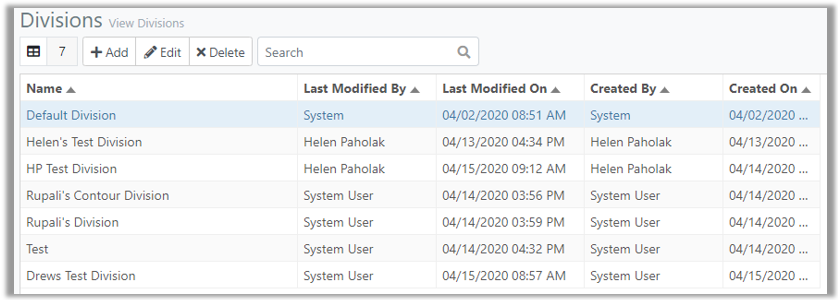 Divisions View Divisions
7 Add Edit Delete Search
Name Last Modified By Last Modified On Created By Created On
Default Division System 04/02/2020 08:51 AM System 04/02/2020 ...
Helen's Test Division Helen Paholak 04/13/2020 04:34 PM Helen Paholak 04/13/2020 ...
HP Test Division Helen Paholak 04/15/2020 09:12 AM Helen Paholak 04/14/2020 ...
Rupali's Contour Division System User 04/14/2020 03:56 PM System User 04/14/2020 ...
Rupali's Division System User 04/14/2020 03:59 PM System User 04/14/2020 ...
Test System User 04/14/2020 04:32 PM System User 04/14/2020 ...
Drews Test Division System User 04/15/2020 08:57 AM System User 04/15/2020 ...